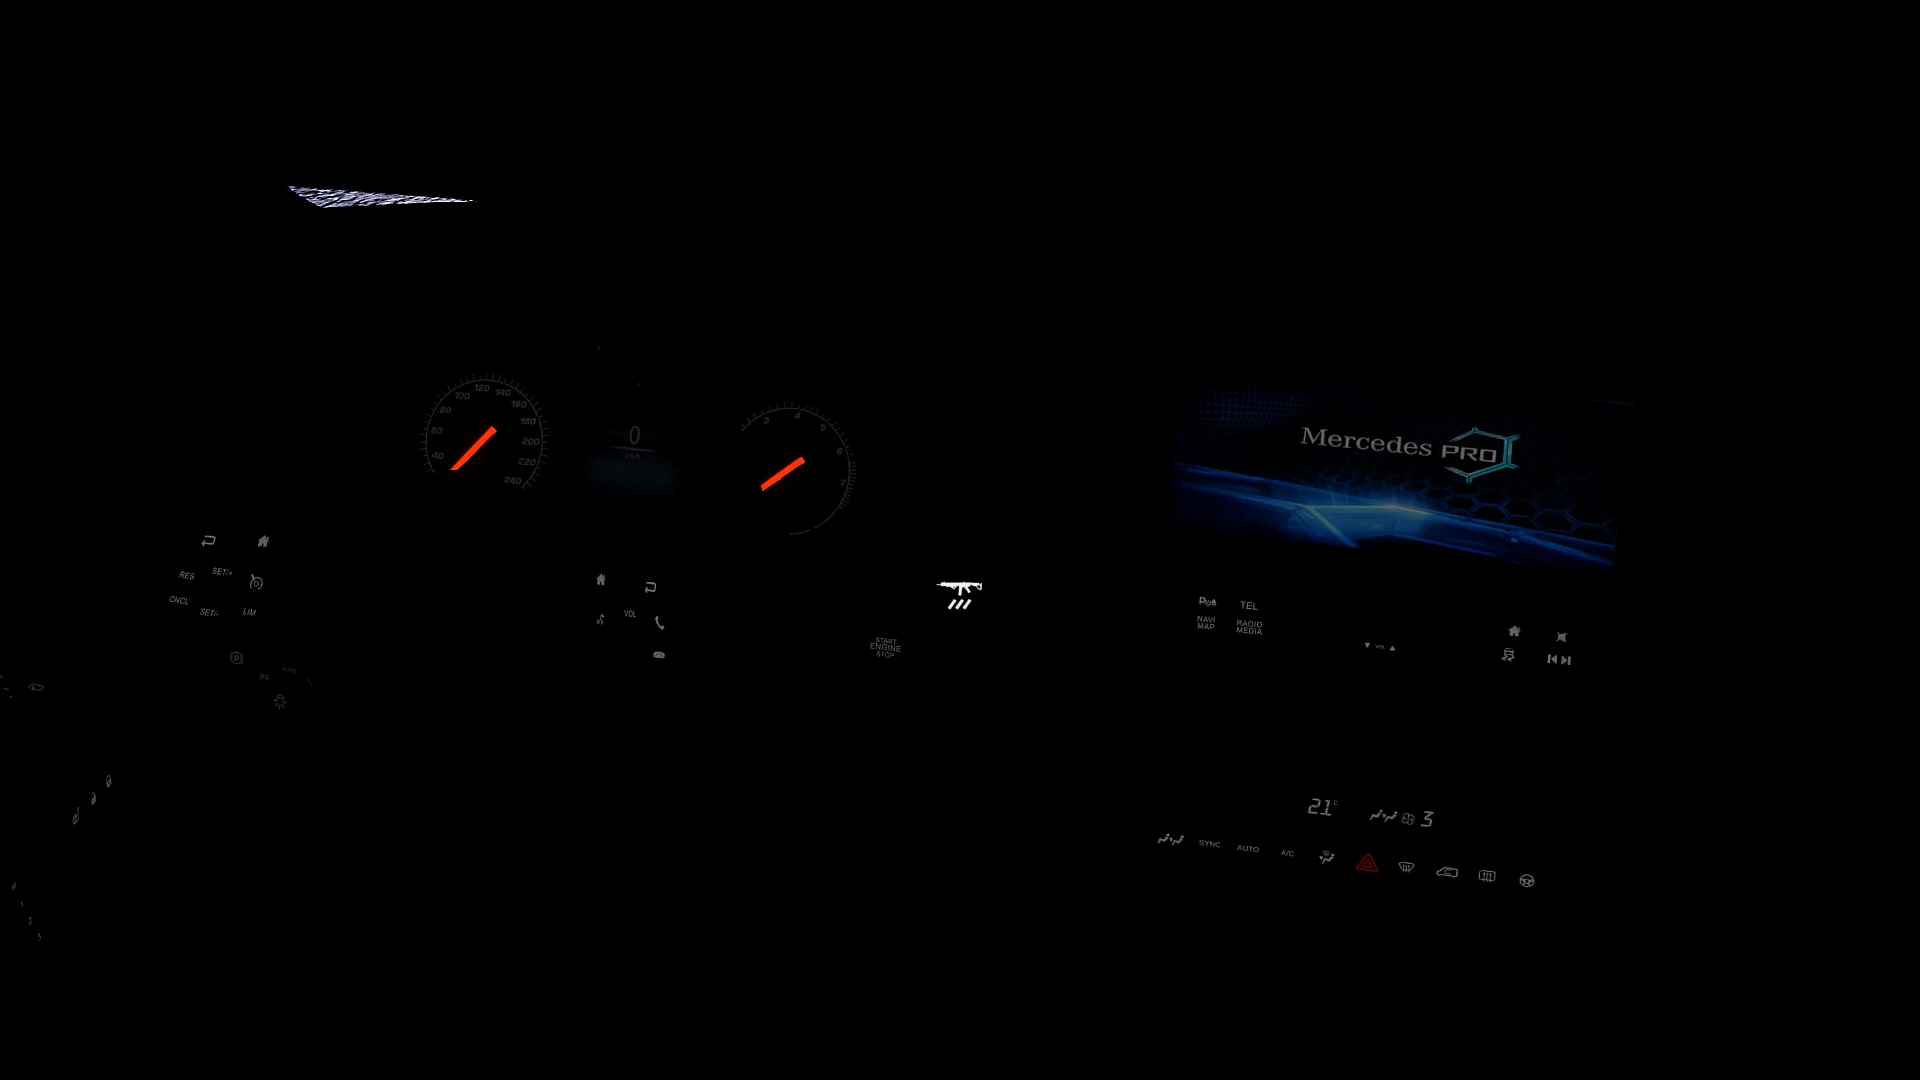 120
140
100
160
80
180
60
200
40
220
240
0
km/h
3
4
5
6
7
Mercedes PRO
RES
SET/+
CNCL
SET/-
LIM
VOL
START
ENGINE
STOP
TEL
NAVI
MAP
RADIO
MEDIA
VOL
AUTO
21°C
3
SYNC
AUTO
A/C